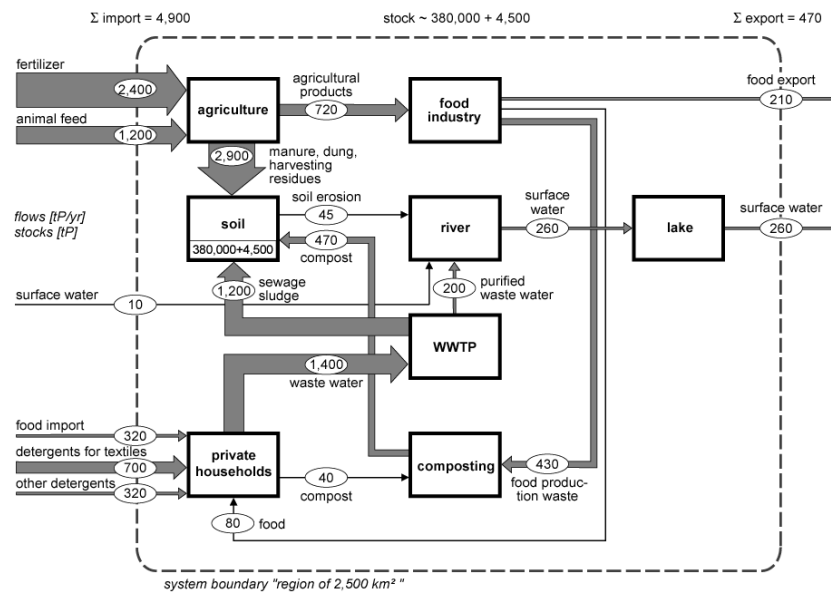 Σ import = 4,900
stock ~ 380,000 + 4,500
Σ export = 470
fertilizer
2,400
animal feed
1,200
agriculture
agricultural
products
720
food
industry
food export
210
2,900
manure, dung,
harvesting
residues
flows [tP/yr]
stocks [tP]
soil
380,000+4,500
soil erosion
45
470
compost
river
surface
water
260
lake
surface water
260
surface water
10
1,200
sewage
sludge
200
purified
waste water
WWTP
1,400
waste water
food import
320
detergents for textiles
700
other detergents
320
private
households
40
compost
composting
430
food produc-
tion waste
80
food
system boundary "region of 2,500 km² "